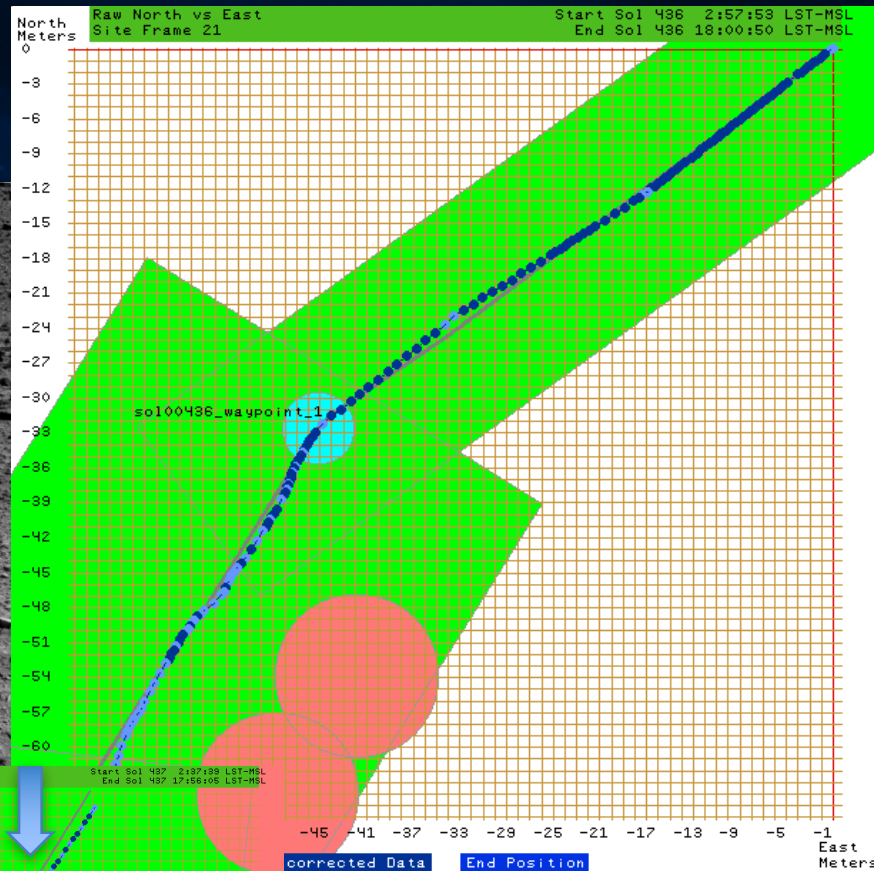 North
Meters
Raw North vs East
Site Frame 21
Start Sol 436 2:57:53 LST-MSL
End Sol 436 18:00:50 LST-MSL
0
-3
-6
-9
-12
-15
-18
-21
-24
-27
-30
sol00436_waypoint_1
-33
-36
-39
-42
-45
-48
-51
-54
-57
-60
Start Sol 437 2:37:39 LST-MSL
End Sol 437 17:56:05 LST-MSL
-45 -41 -37 -33 -29 -25 -21 -17 -13 -9 -5 -1
East
Meters
corrected Data End Position